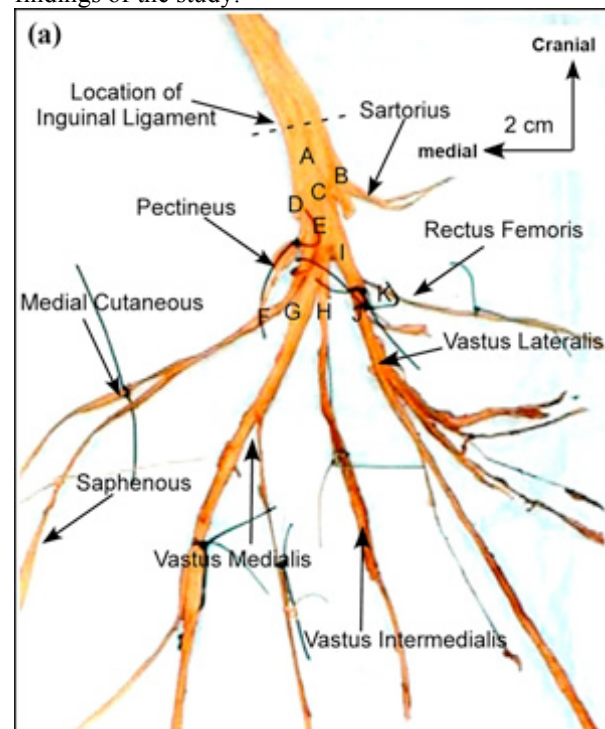 findings of the study.
(a)
Cranial
Location of
Inguinal Ligament
Sartorius
2 cm
medial
A
B
C
Pectineus
D
E
Rectus Femoris
I
Medial Cutaneous
K
F
G
H
J
Vastus Lateralis
Saphenous
Vastus Medialis
Vastus Intermedialis